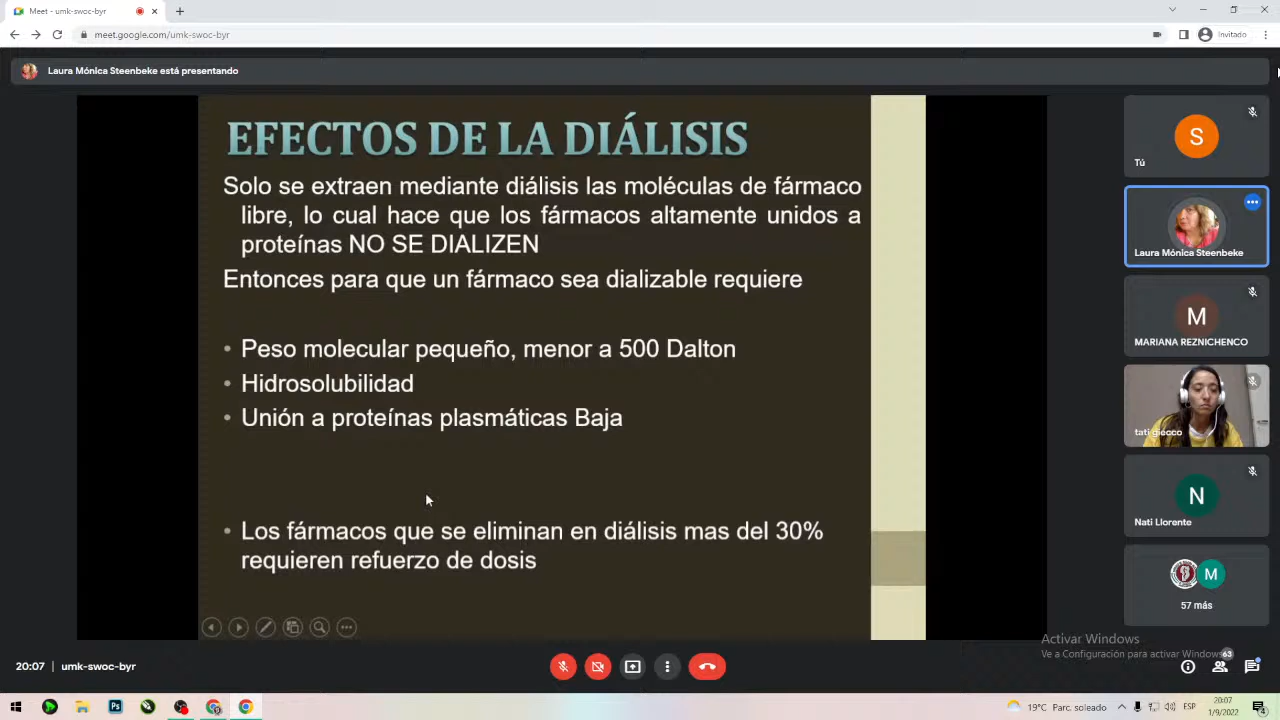 Meet - umk-swoc-byr
meet.google.com/umk-swoc-byr
Invitado
Laura Mónica Steenbeke está presentando
EFECTOS DE LA DIÁLISIS
Solo se extraen mediante diálisis las moléculas de fármaco
libre, lo cual hace que los fármacos altamente unidos a
proteínas NO SE DIALIZEN
Entonces para que un fármaco sea dializable requiere
• Peso molecular pequeño, menor a 500 Dalton
• Hidrosolubilidad
• Unión a proteínas plasmáticas Baja
• Los fármacos que se eliminan en diálisis mas del 30%
requieren refuerzo de dosis
S
Tú
Laura Mónica Steenbeke
M
MARIANA REZNICHENCO
tati giecco
N
Nati Llorente
M
57 más
Activar Windows
Ve a Configuración para activar Windows.
63
20:07 | umk-swoc-byr
Ps
19°C Parc. soleado
ESP
20:07
1/9/2022
4